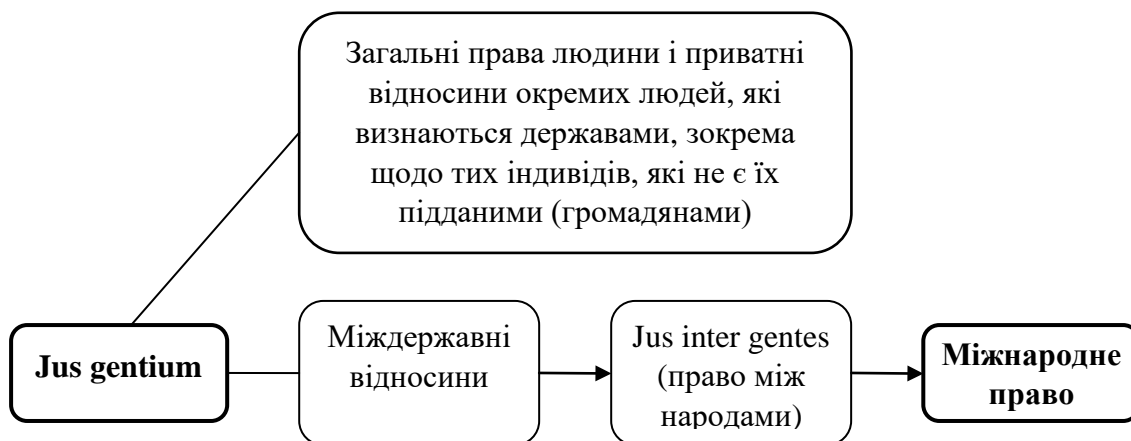 Загальні права людини і приватні
відносини окремих людей, які
визнаються державами, зокрема
щодо тих індивідів, які не є їх
підданими (громадянами)
Jus gentium
Міждержавні
відносини
Jus inter gentes
(право між
народами)
Міжнародне
право